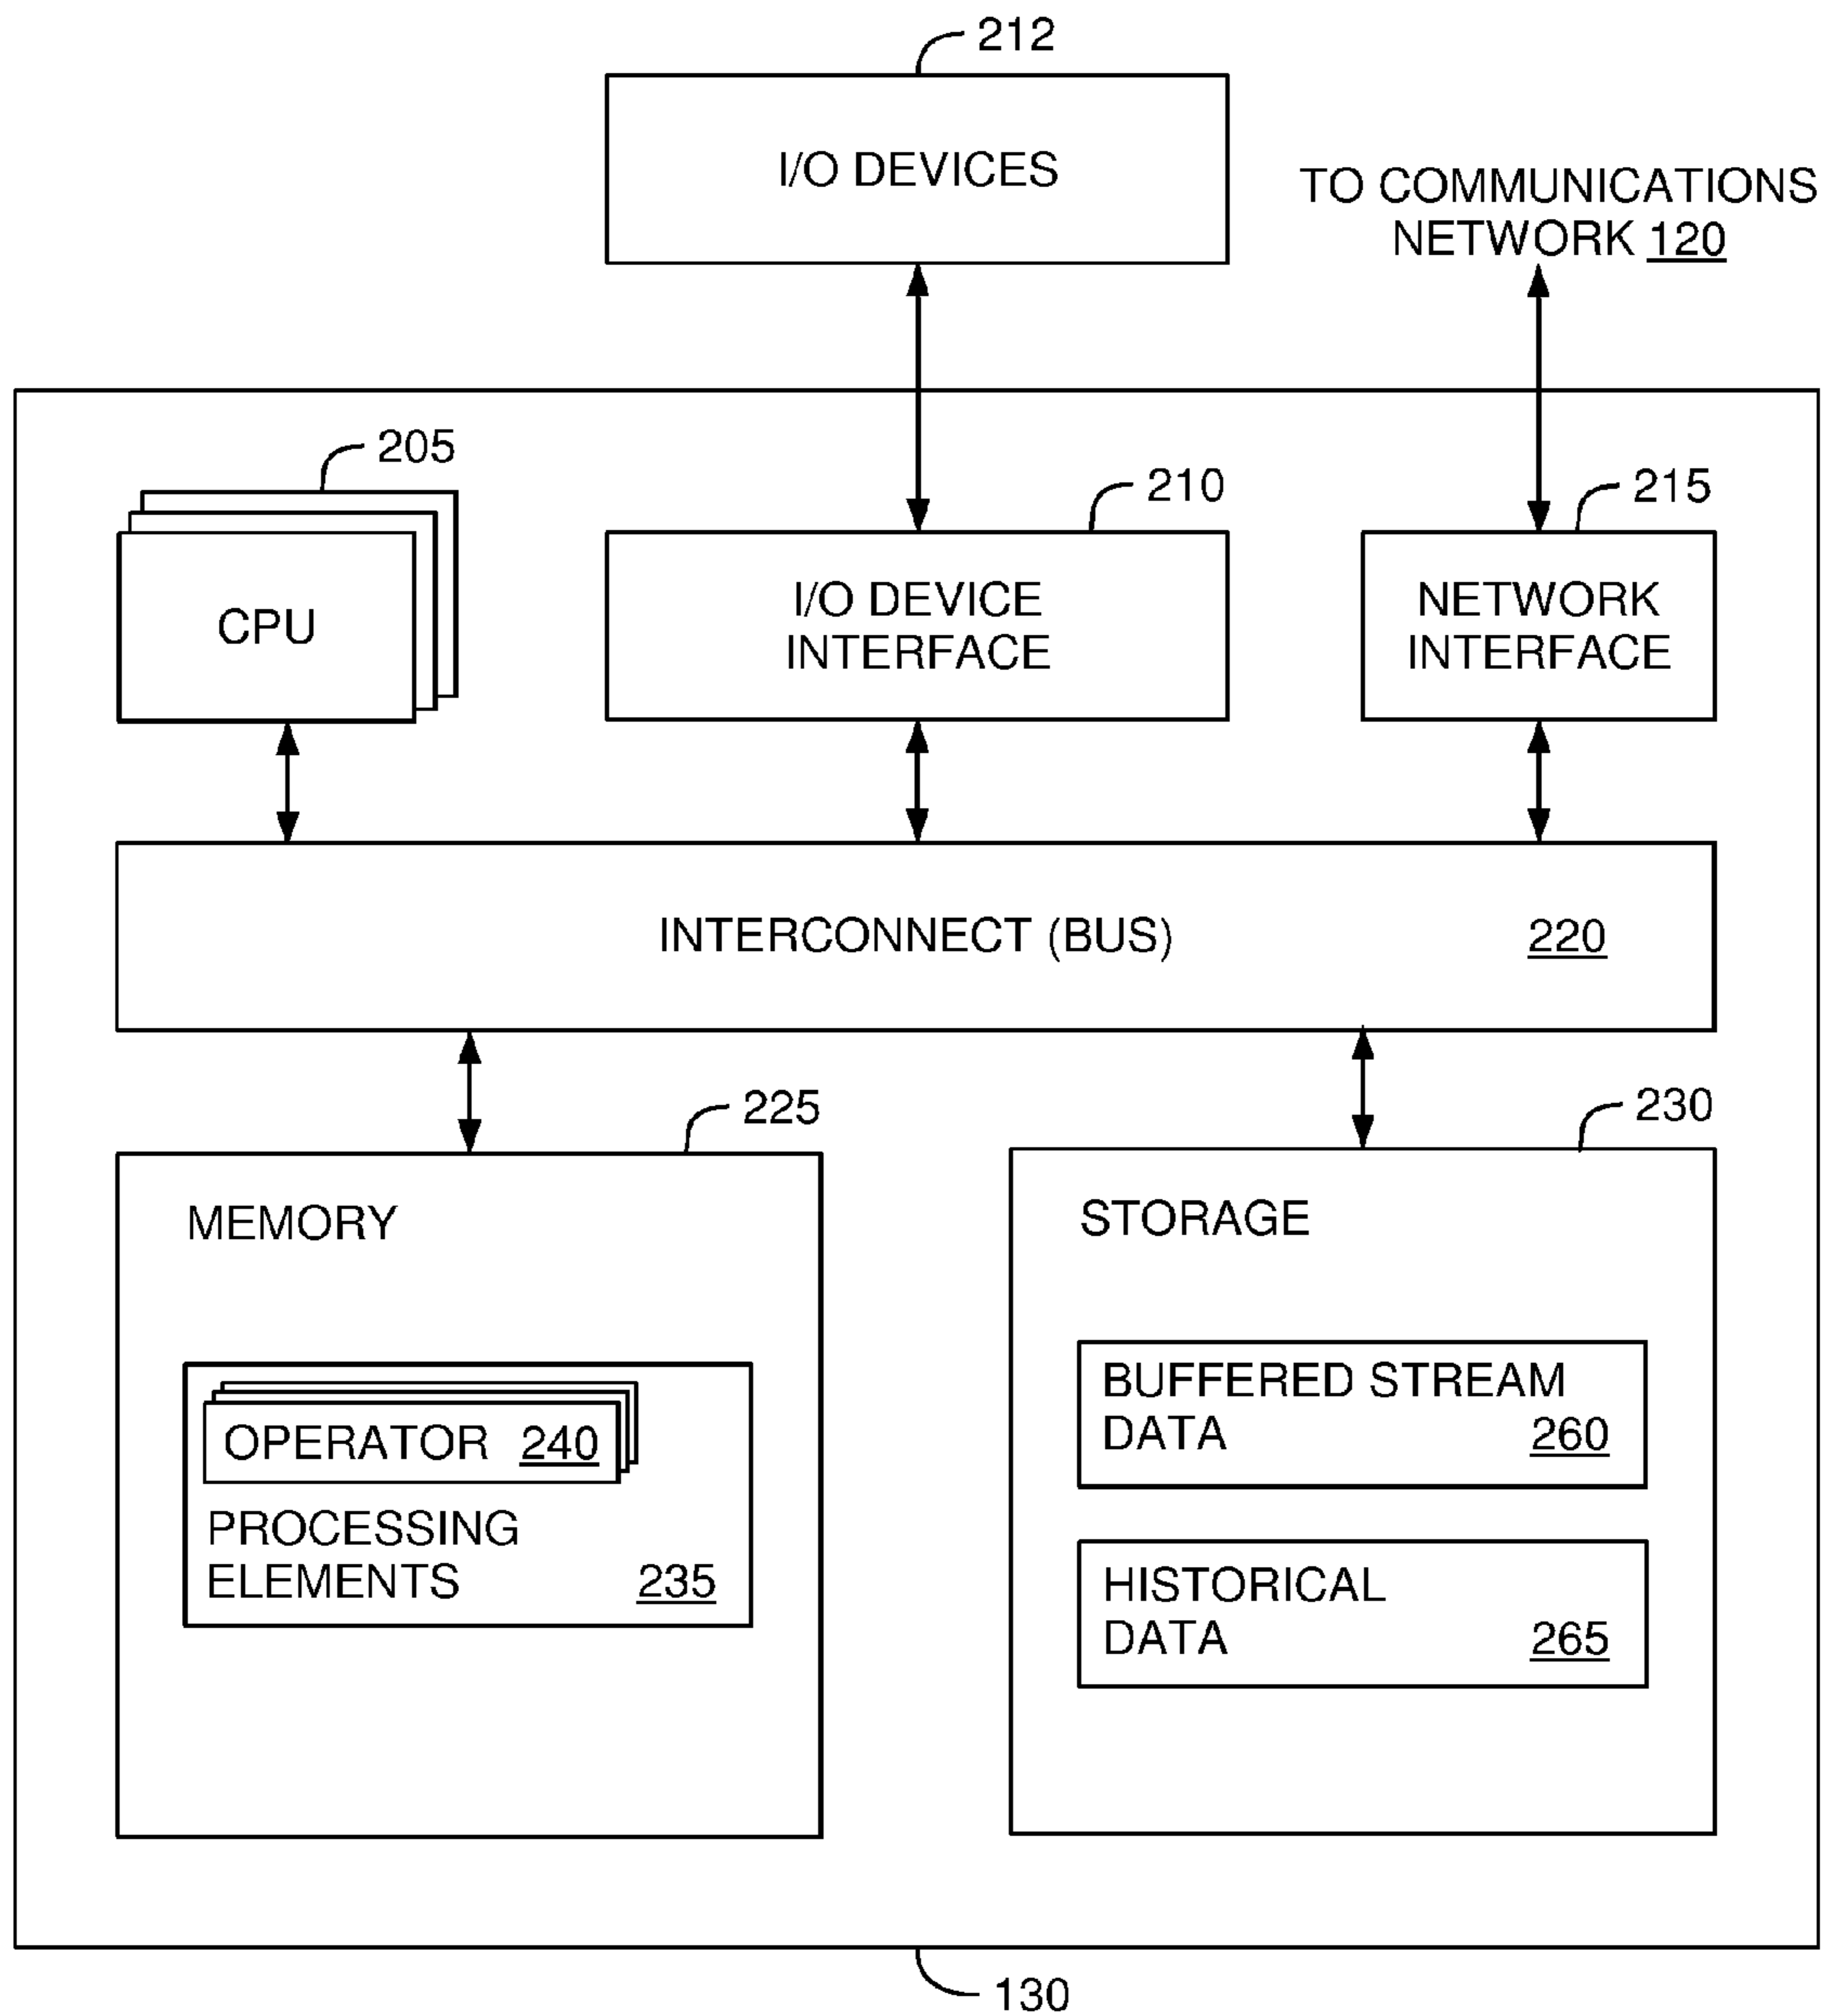 212
I/O DEVICES
TO COMMUNICATIONS
NETWORK 120
205
210
215
CPU
I/O DEVICE
INTERFACE
NETWORK
INTERFACE
INTERCONNECT (BUS) 220
225
230
MEMORY
STORAGE
OPERATOR 240
PROCESSING
ELEMENTS 235
BUFFERED STREAM
DATA 260
HISTORICAL
DATA 265
130